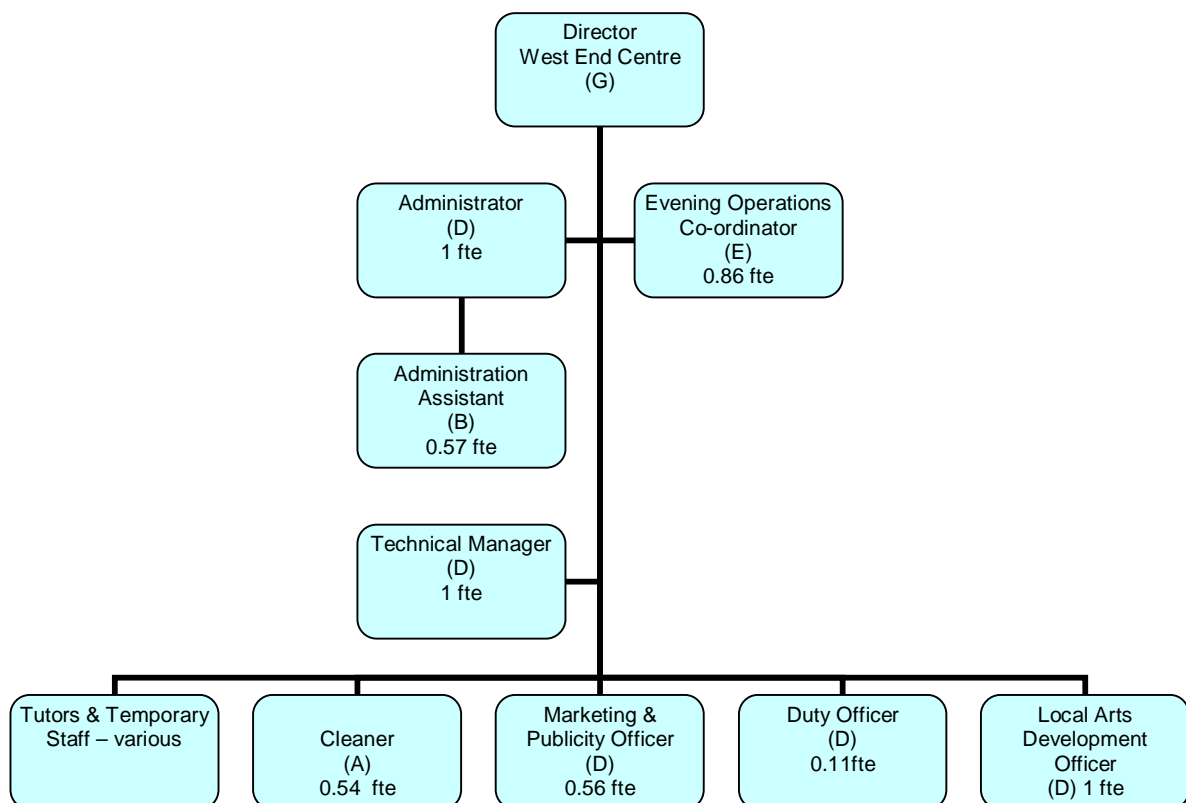 Director
West End Centre
(G)
Administrator
(D)
1 fte
Evening Operations
Co-ordinator
(E)
0.86 fte
Administration
Assistant
(B)
0.57 fte
Technical Manager
(D)
1 fte
Tutors & Temporary
Staff – various
Cleaner
(A)
0.54 fte
Marketing &
Publicity Officer
(D)
0.56 fte
Duty Officer
(D)
0.11fte
Local Arts
Development
Officer
(D) 1 fte